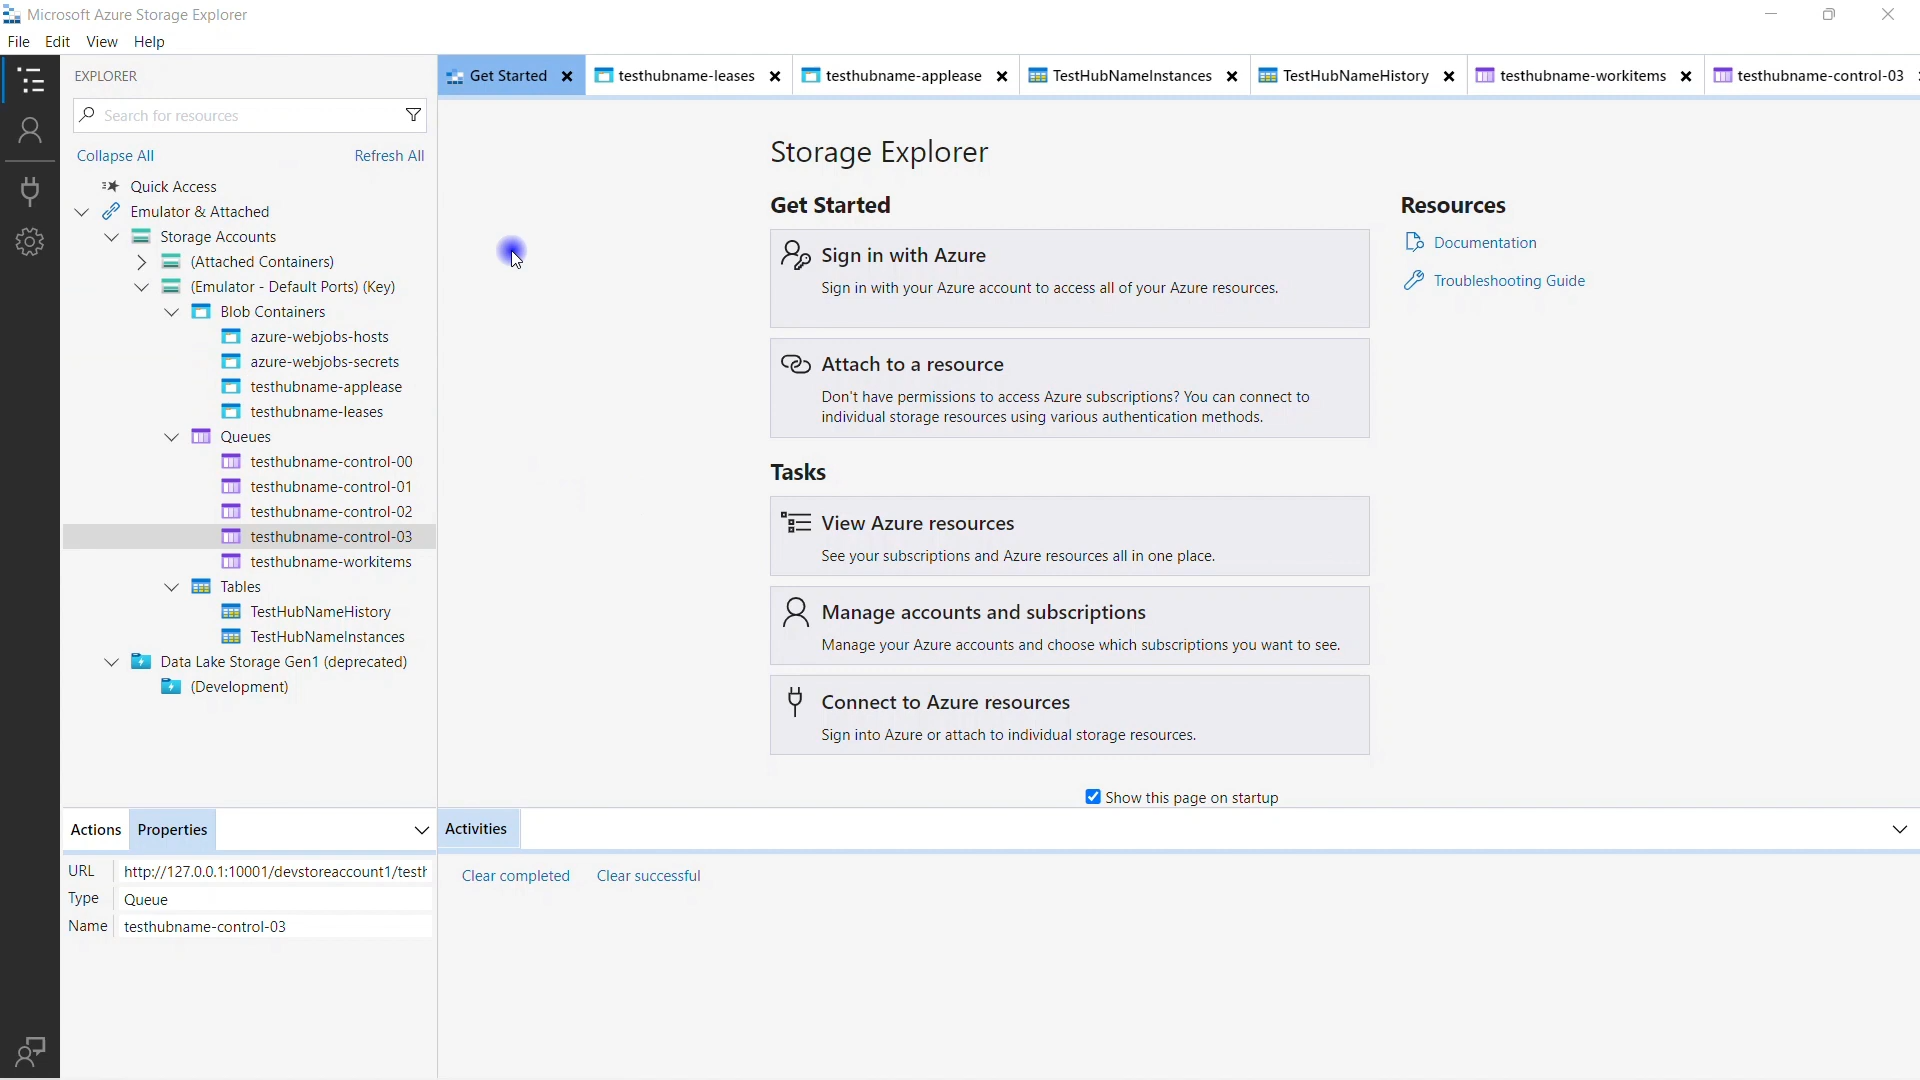 Microsoft Azure Storage Explorer
File Edit View Help
EXPLORER
Search for resources
Collapse All
Refresh All
Quick Access
Emulator & Attached
Storage Accounts
(Attached Containers)
(Emulator - Default Ports) (Key)
Blob Containers
azure-webjobs-hosts
azure-webjobs-secrets
testhubname-applease
testhubname-leases
Queues
testhubname-control-00
testhubname-control-01
testhubname-control-02
testhubname-control-03
testhubname-workitems
Tables
TestHubNameHistory
TestHubNameInstances
Data Lake Storage Gen1 (deprecated)
(Development)
Actions Properties
URL http://127.0.0.1:10001/devstoreaccount1/testh
Type Queue
Name testhubname-control-03
Get Started testhubname-leases testhubname-applease TestHubNameInstances TestHubNameHistory testhubname-workitems testhubname-control-03
Storage Explorer
Get Started
Sign in with Azure
Sign in with your Azure account to access all of your Azure resources.
Attach to a resource
Don't have permissions to access Azure subscriptions? You can connect to
individual storage resources using various authentication methods.
Tasks
View Azure resources
See your subscriptions and Azure resources all in one place.
Manage accounts and subscriptions
Manage your Azure accounts and choose which subscriptions you want to see.
Connect to Azure resources
Sign into Azure or attach to individual storage resources.
Show this page on startup
Resources
Documentation
Troubleshooting Guide
Activities
Clear completed Clear successful